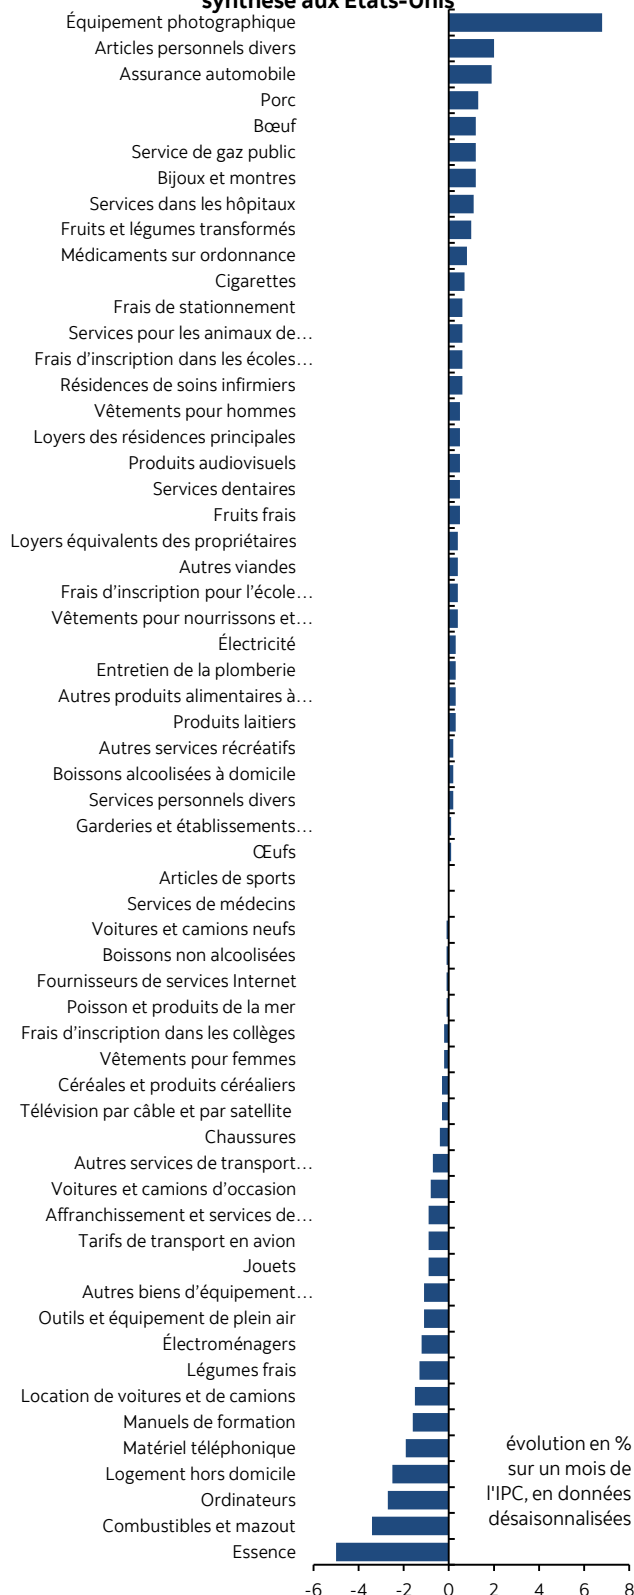 synthèse aux États-Unis
Équipement photographique
Articles personnels divers
Assurance automobile
Porc
Bœuf
Service de gaz public
Bijoux et montres
Services dans les hôpitaux
Fruits et légumes transformés
Médicaments sur ordonnance
Cigarettes
Frais de stationnement
Services pour les animaux de…
Frais d’inscription dans les écoles…
Résidences de soins infirmiers
Vêtements pour hommes
Loyers des résidences principales
Produits audiovisuels
Services dentaires
Fruits frais
Loyers équivalents des propriétaires
Autres viandes
Frais d’inscription pour l’école…
Vêtements pour nourrissons et…
Électricité
Entretien de la plomberie
Autres produits alimentaires à…
Produits laitiers
Autres services récréatifs
Boissons alcoolisées à domicile
Services personnels divers
Garderies et établissements…
Œufs
Articles de sports
Services de médecins
Voitures et camions neufs
Boissons non alcoolisées
Fournisseurs de services Internet
Poisson et produits de la mer
Frais d’inscription dans les collèges
Vêtements pour femmes
Céréales et produits céréaliers
Télévision par câble et par satellite
Chaussures
Autres services de transport…
Voitures et camions d’occasion
Affranchissement et services de…
Tarifs de transport en avion
Jouets
Autres biens d’équipement…
Outils et équipement de plein air
Électroménagers
Légumes frais
Location de voitures et de camions
Manuels de formation
Matériel téléphonique
Logement hors domicile
Ordinateurs
Combustibles et mazout
Essence
évolution en %
sur un mois de
l'IPC, en données
désaisonnalisées
-6 -4 -2 0 2 4 6 8